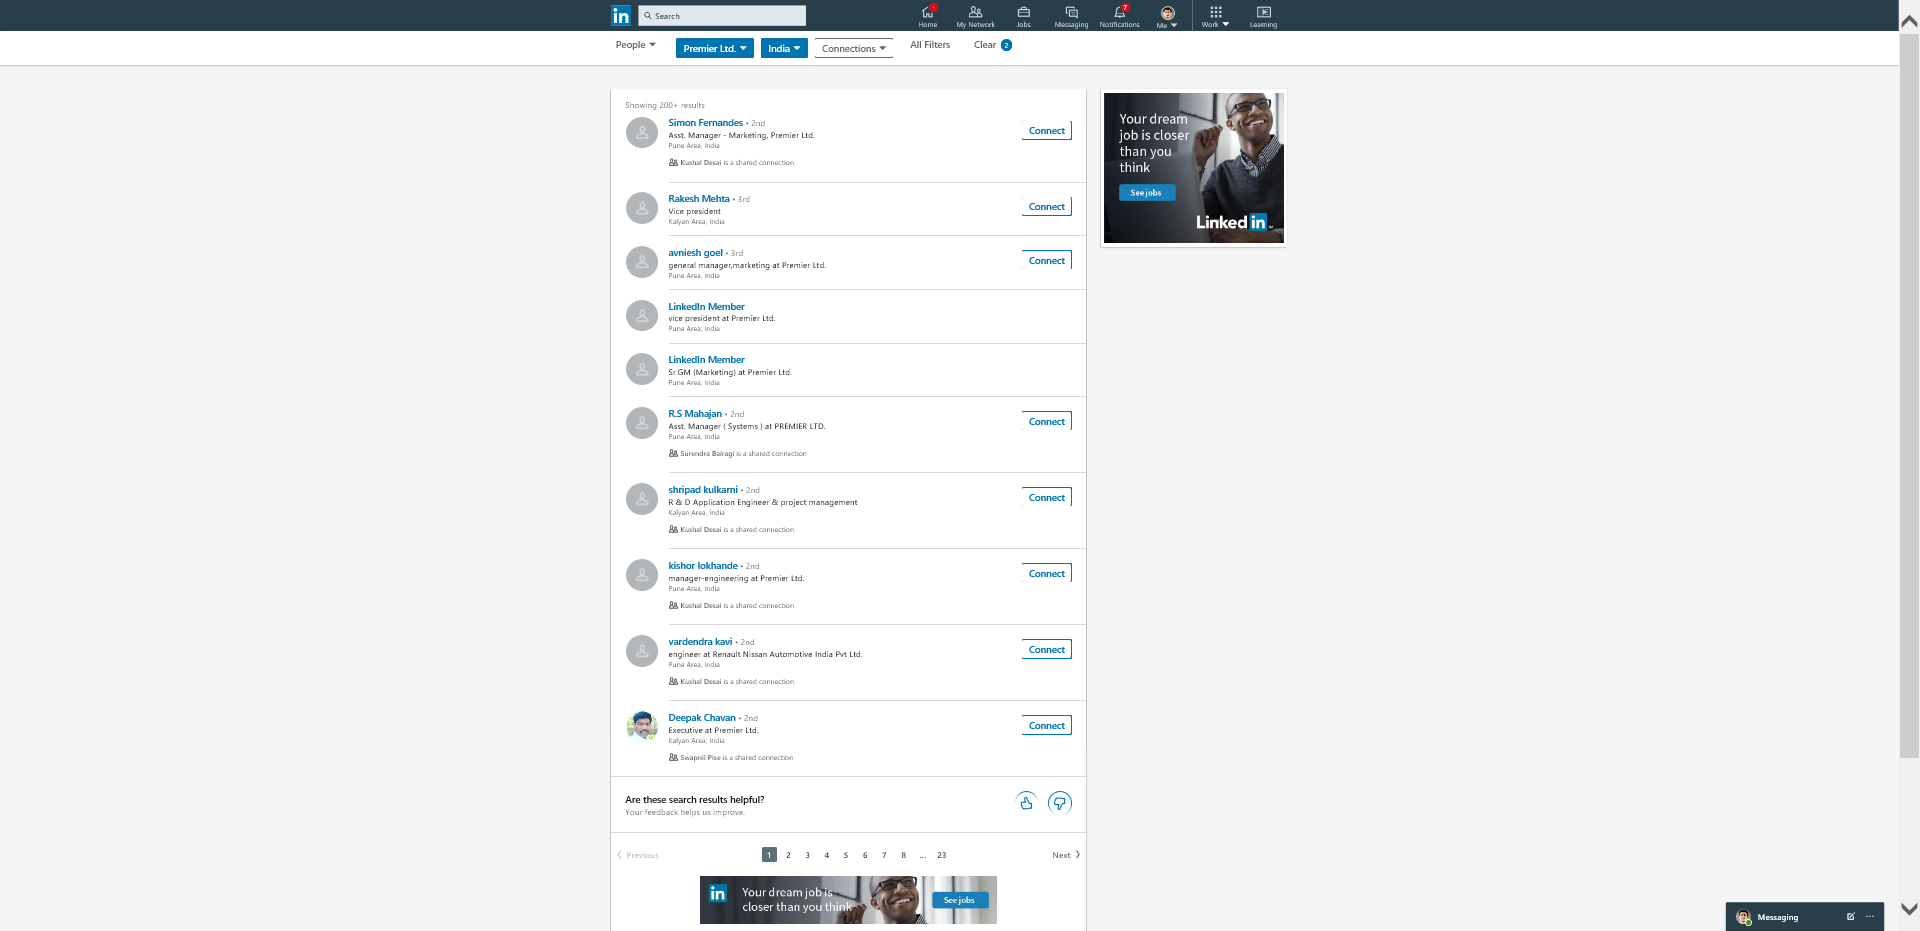 in
Search
Home
My Network
Jobs
Messaging
7
Notifications
Me
Work
Learning
People
Premier Ltd.
India
Connections
All Filters
Clear 2
Showing 200+ results
Simon Fernandes • 2nd
Asst. Manager - Marketing, Premier Ltd.
Pune Area, India
Kushal Desai is a shared connection
Connect
Rakesh Mehta • 3rd
Vice president
Kalyan Area, India
Connect
avniesh goel • 3rd
general manager,marketing at Premier Ltd.
Pune Area, India
Connect
LinkedIn Member
vice president at Premier Ltd.
Pune Area, India
LinkedIn Member
Sr.GM (Marketing) at Premier Ltd.
Pune Area, India
R.S Mahajan • 2nd
Asst. Manager ( Systems ) at PREMIER LTD.
Pune Area, India
Surendra Bairagi is a shared connection
Connect
shripad kulkarni • 2nd
R & D Application Engineer & project management
Kalyan Area, India
Kushal Desai is a shared connection
Connect
kishor lokhande • 2nd
manager-engineering at Premier Ltd.
Pune Area, India
Kushal Desai is a shared connection
Connect
vardendra kavi • 2nd
engineer at Renault Nissan Automotive India Pvt Ltd.
Pune Area, India
Kushal Desai is a shared connection
Connect
Deepak Chavan • 2nd
Executive at Premier Ltd.
Kalyan Area, India
Swapnil Pise is a shared connection
Connect
Are these search results helpful?
Your feedback helps us improve.
Previous
1 2 3 4 5 6 7 8 ... 23
Next
in
Your dream job is
closer than you think
See jobs
Your dream
job is closer
than you
think
See jobs
Linked in
Messaging